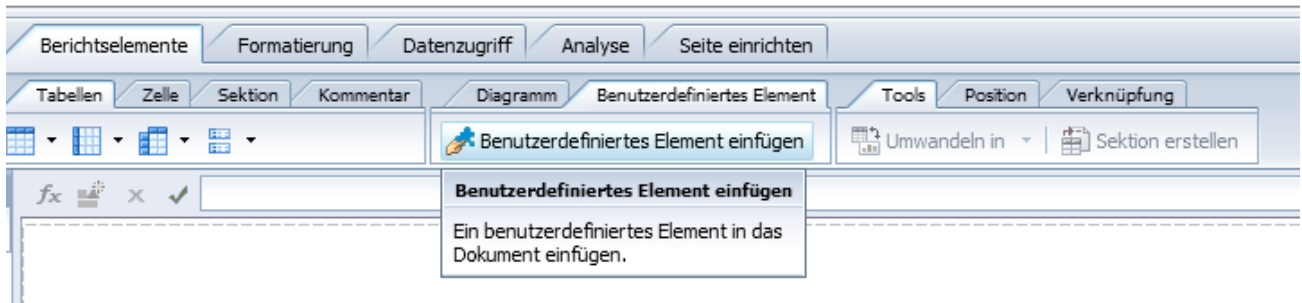 Berichtselemente Formatierung Datenzugriff Analyse Seite einrichten
Tabellen Zelle Sektion Kommentar Diagramm Benutzerdefiniertes Element Tools Position Verknüpfung
Benutzerdefiniertes Element einfügen Umwandeln in Sektion erstellen
fx
Benutzerdefiniertes Element einfügen
Ein benutzerdefiniertes Element in das
Dokument einfügen.